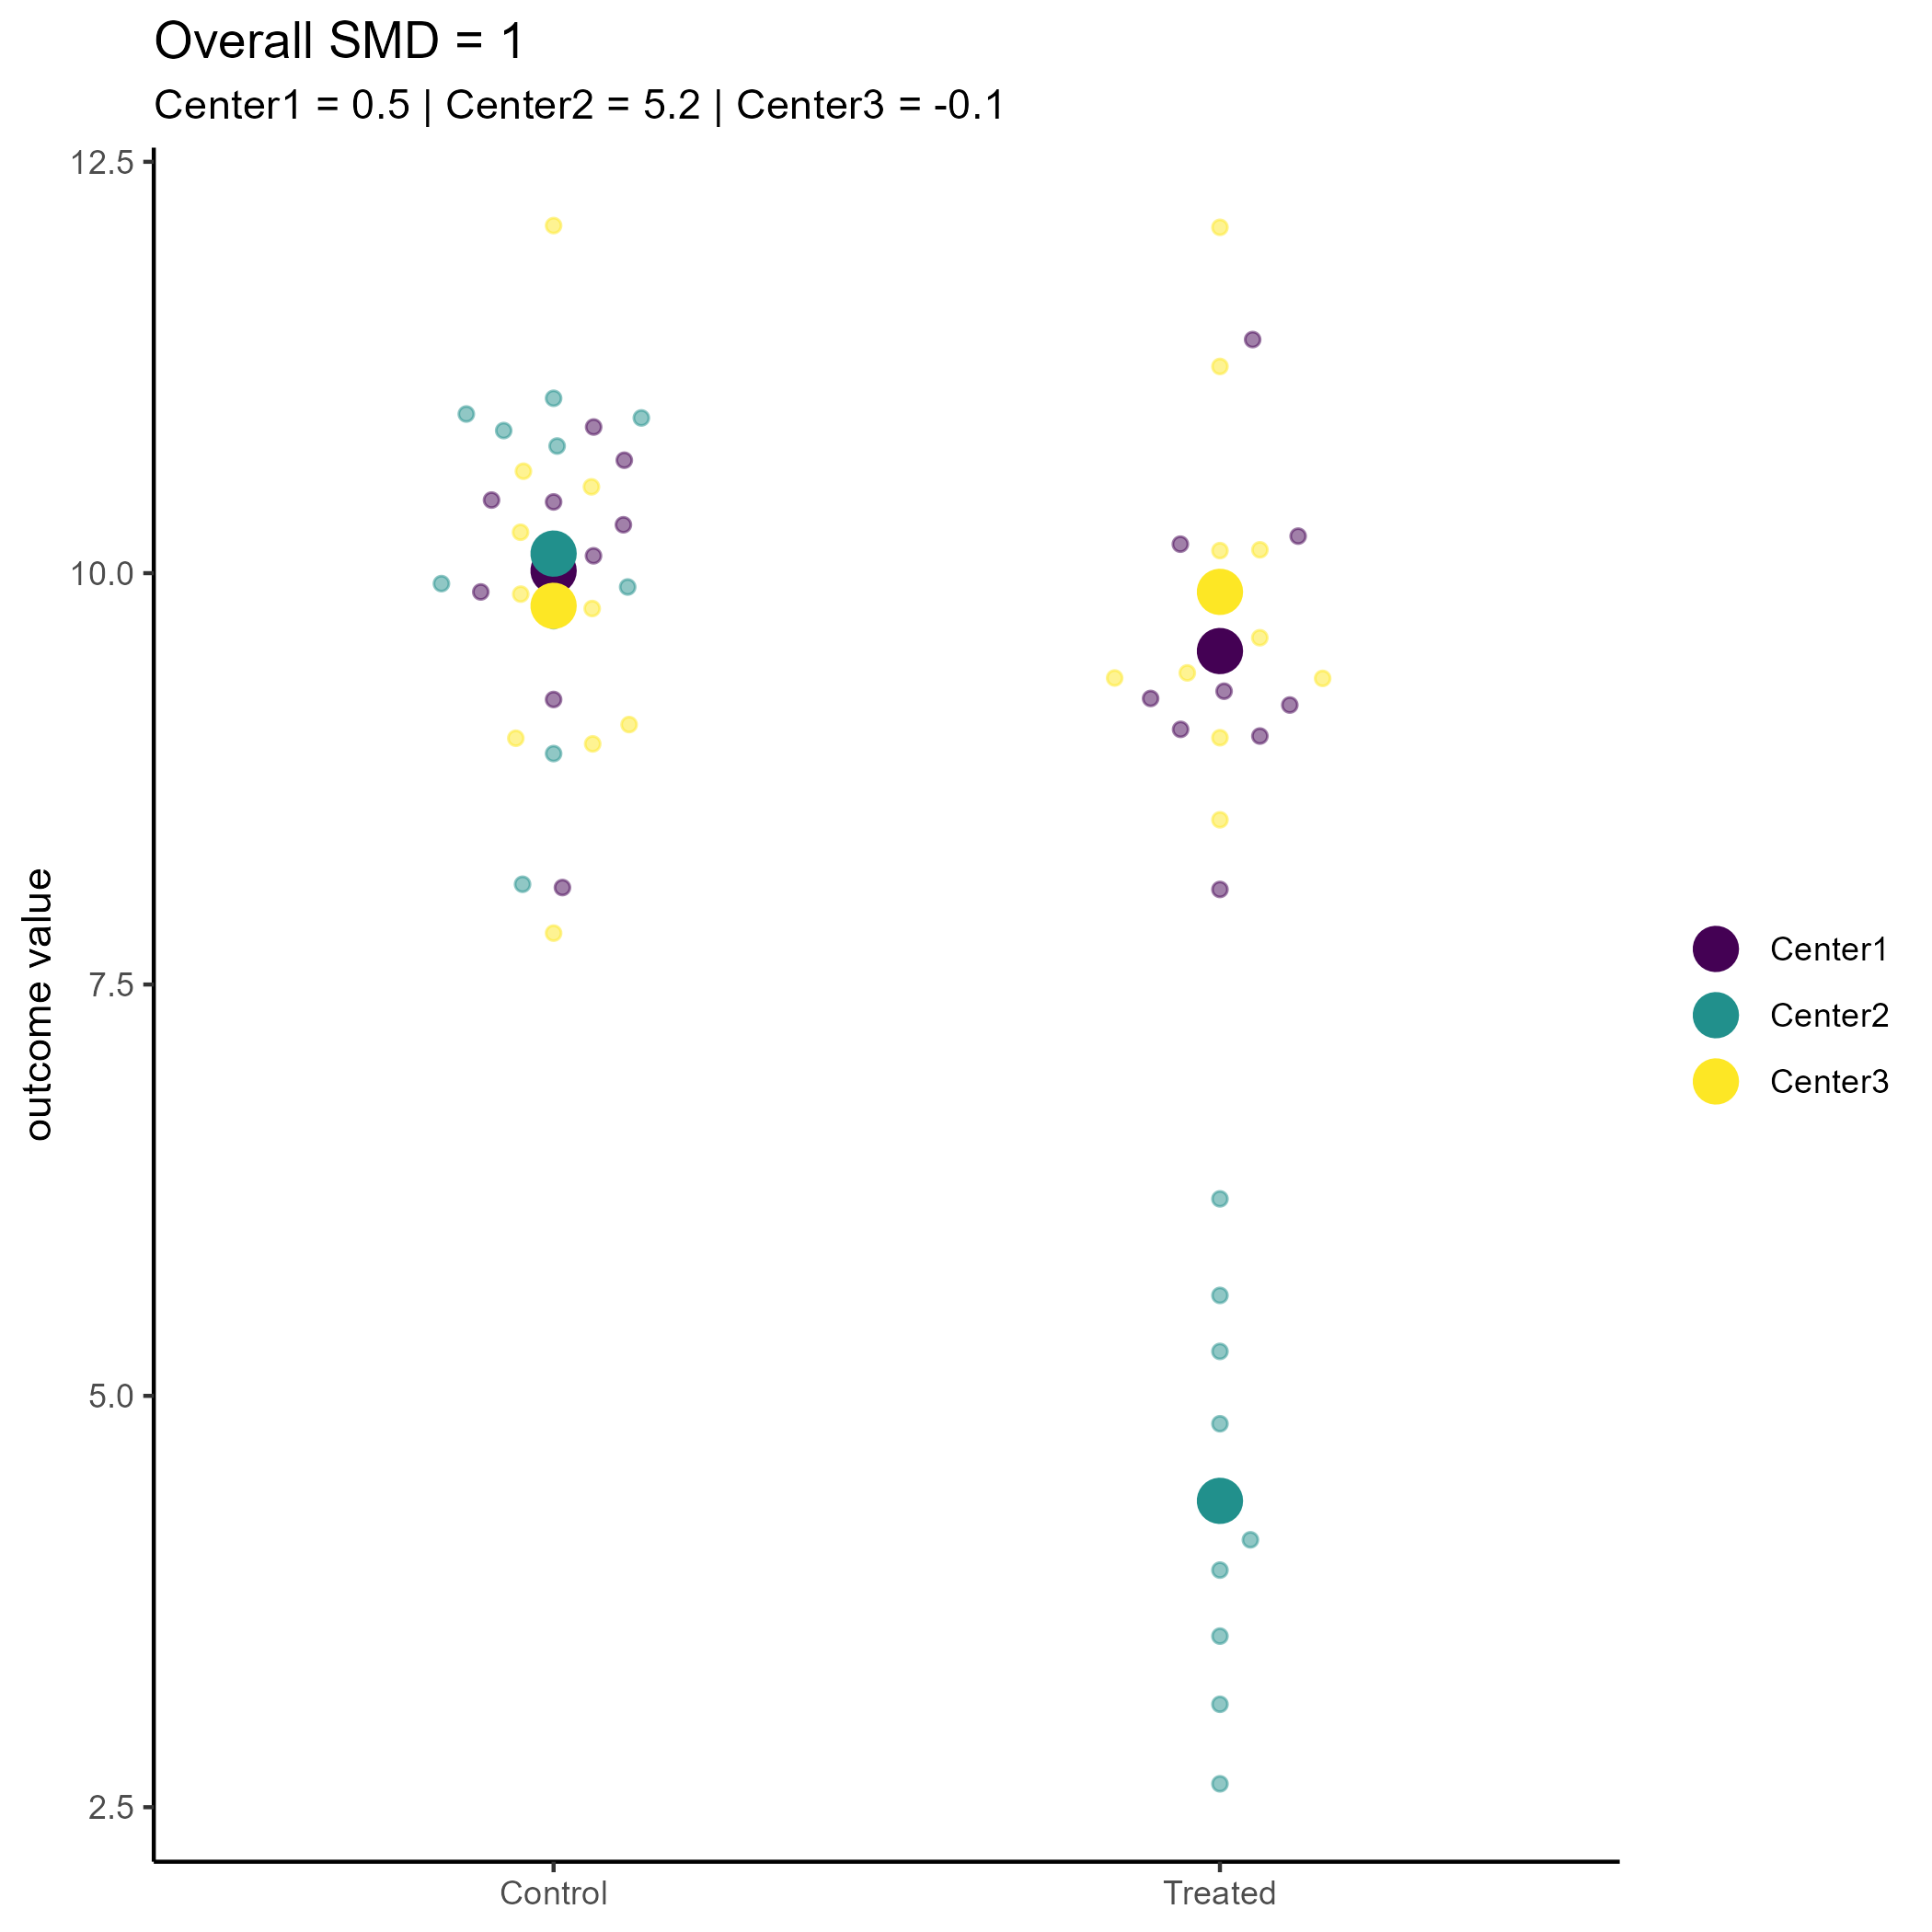 Overall SMD = 1
Center1 = 0.5 | Center2 = 5.2 | Center3 = -0.1
12.5
10.0
7.5
5.0
2.5
outcome value
Control
Treated
Center1
Center2
Center3